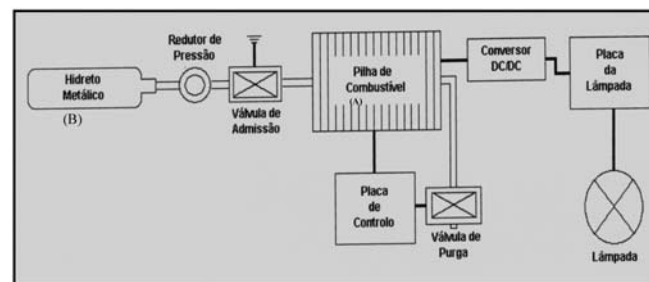 Redutor de
Pressão
Hidreto
Metálico
(B)
Válvula de
Admissão
Pilha de
Combustível
(A)
Conversor
DC/DC
Placa
da
Lâmpada
Placa
de
Controlo
Válvula de
Purga
Lâmpada